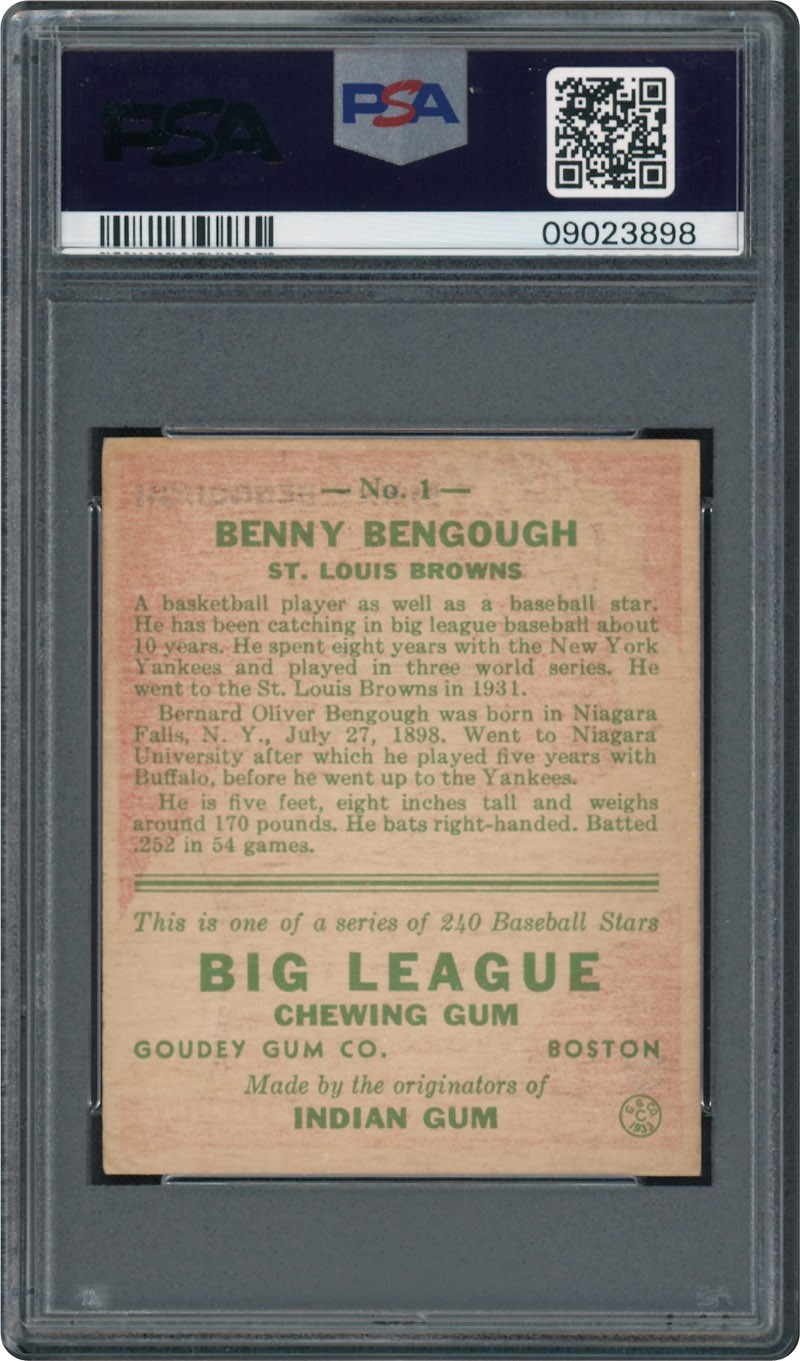 PSA
PSA
09023898
— No. 1 —
BENNY BENGOUGH
ST. LOUIS BROWNS
A basketball player as well as a baseball star.
He has been catching in big league baseball about
10 years. He spent eight years with the New York
Yankees and played in three world series. He
went to the St. Louis Browns in 1931.
Bernard Oliver Bengough was born in Niagara
Falls, N. Y., July 27, 1898. Went to Niagara
University after which he played five years with
Buffalo, before he went up to the Yankees.
He is five feet, eight inches tall and weighs
around 170 pounds. He bats right-handed. Batted
.252 in 54 games.
This is one of a series of 240 Baseball Stars
BIG LEAGUE
CHEWING GUM
GOUDEY GUM CO. BOSTON
Made by the originators of
INDIAN GUM
G. G. CO.
C
1933